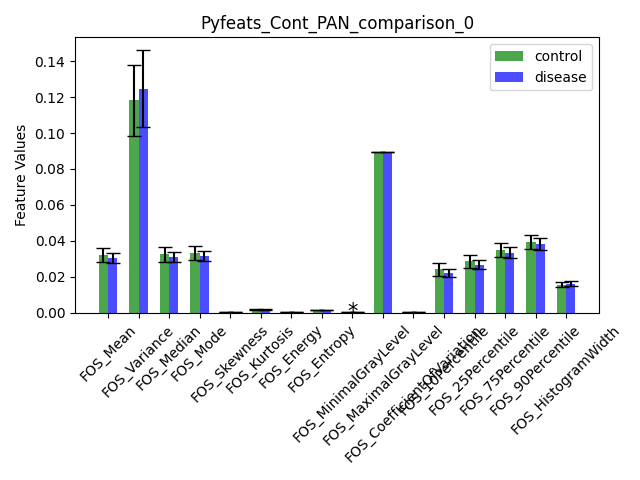 Pyfeats_Cont_PAN_comparison_0
control
disease
Feature Values
0.14
0.12
0.10
0.08
0.06
0.04
0.02
0.00
*
FOS_Mean
FOS_Variance
FOS_Median
FOS_Mode
FOS_Skewness
FOS_Kurtosis
FOS_Energy
FOS_Entropy
FOS_MinimalGrayLevel
FOS_MaximalGrayLevel
FOS_CoefficientOfVariation
FOS_10Percentile
FOS_25Percentile
FOS_75Percentile
FOS_90Percentile
FOS_HistogramWidth